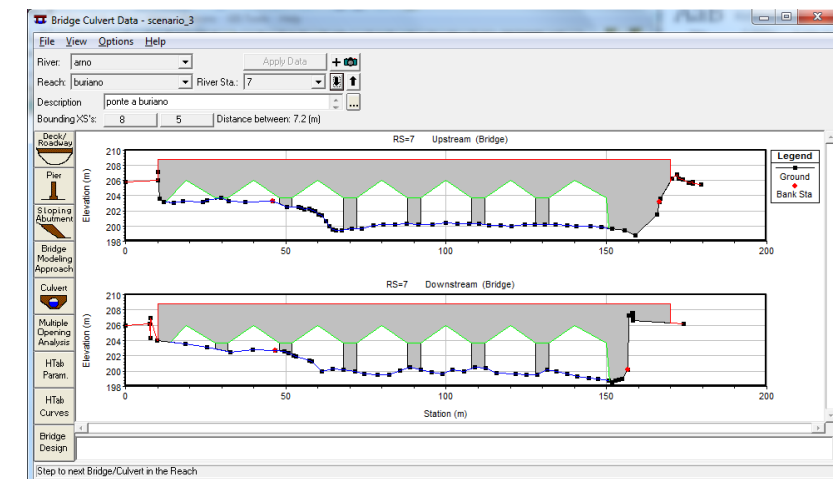 Bridge Culvert Data - scenario_3
File View Options Help
River: arno Apply Data
Reach: buriano River Sta.: 7
Description ponte a buriano ...
Bounding XS's: 8 5 Distance between: 7.2 (m)
Deck/
Roadway
Pier
Sloping
Abutment
Bridge
Modeling
Approach
Culvert
Multiple
Opening
Analysis
HTab
Param.
HTab
Curves
Bridge
Design
RS=7 Upstream (Bridge)
Elevation (m)
210
208
206
204
202
200
198
0 50 100 150 200
Legend
Ground
Bank Sta
RS=7 Downstream (Bridge)
Elevation (m)
210
208
206
204
202
200
198
0 50 100 150 200
Station (m)
Step to next Bridge/Culvert in the Reach